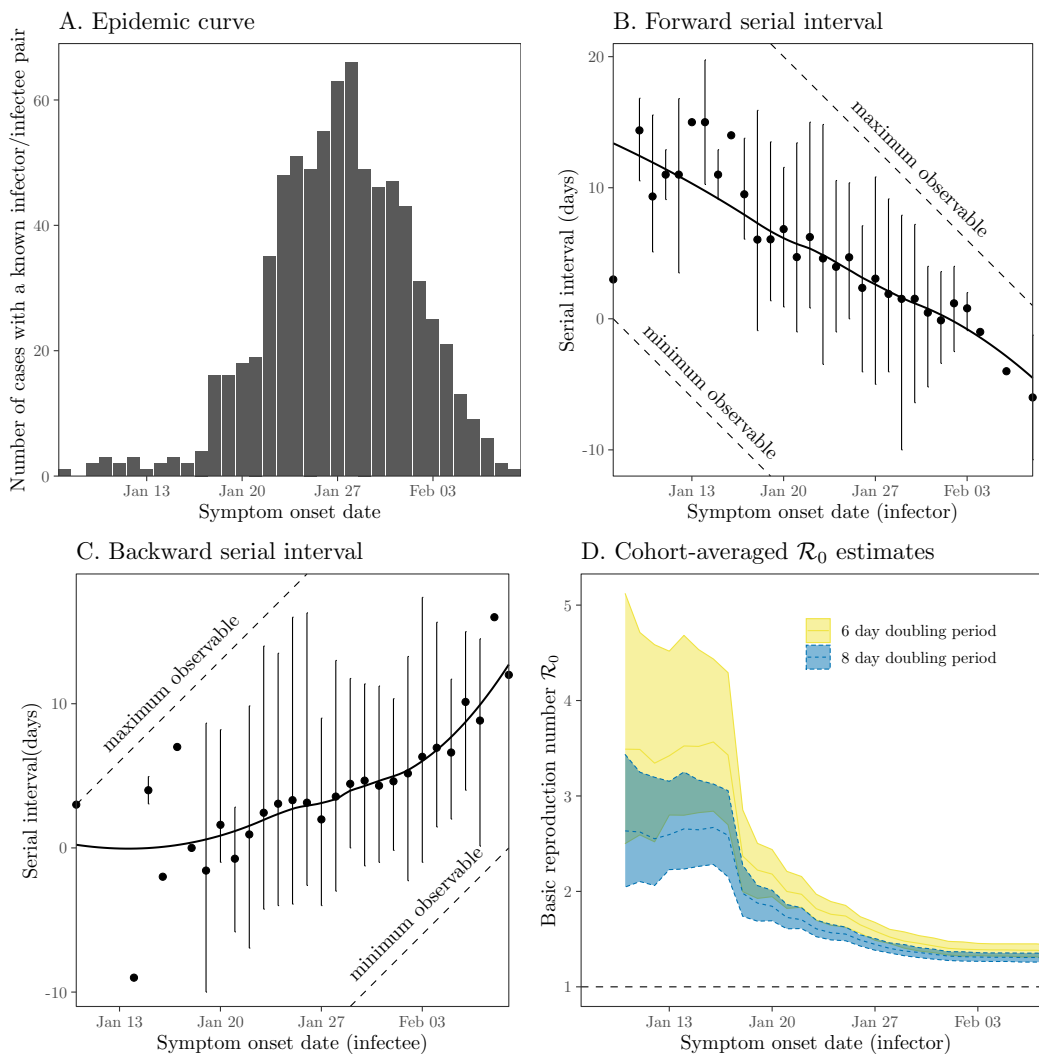 A. Epidemic curve
Number of cases with a known infector/infectee pair
60
40
20
0
Jan 13
Jan 20
Jan 27
Feb 03
Symptom onset date
B. Forward serial interval
Serial interval (days)
20
10
0
-10
maximum observable
minimum observable
Jan 13
Jan 20
Jan 27
Feb 03
Symptom onset date (infector)
C. Backward serial interval
Serial interval(days)
10
0
-10
maximum observable
minimum observable
Jan 13
Jan 20
Jan 27
Feb 03
Symptom onset date (infectee)
D. Cohort-averaged ℛ₀ estimates
Basic reproduction number ℛ₀
5
4
3
2
1
6 day doubling period
8 day doubling period
Jan 13
Jan 20
Jan 27
Feb 03
Symptom onset date (infector)